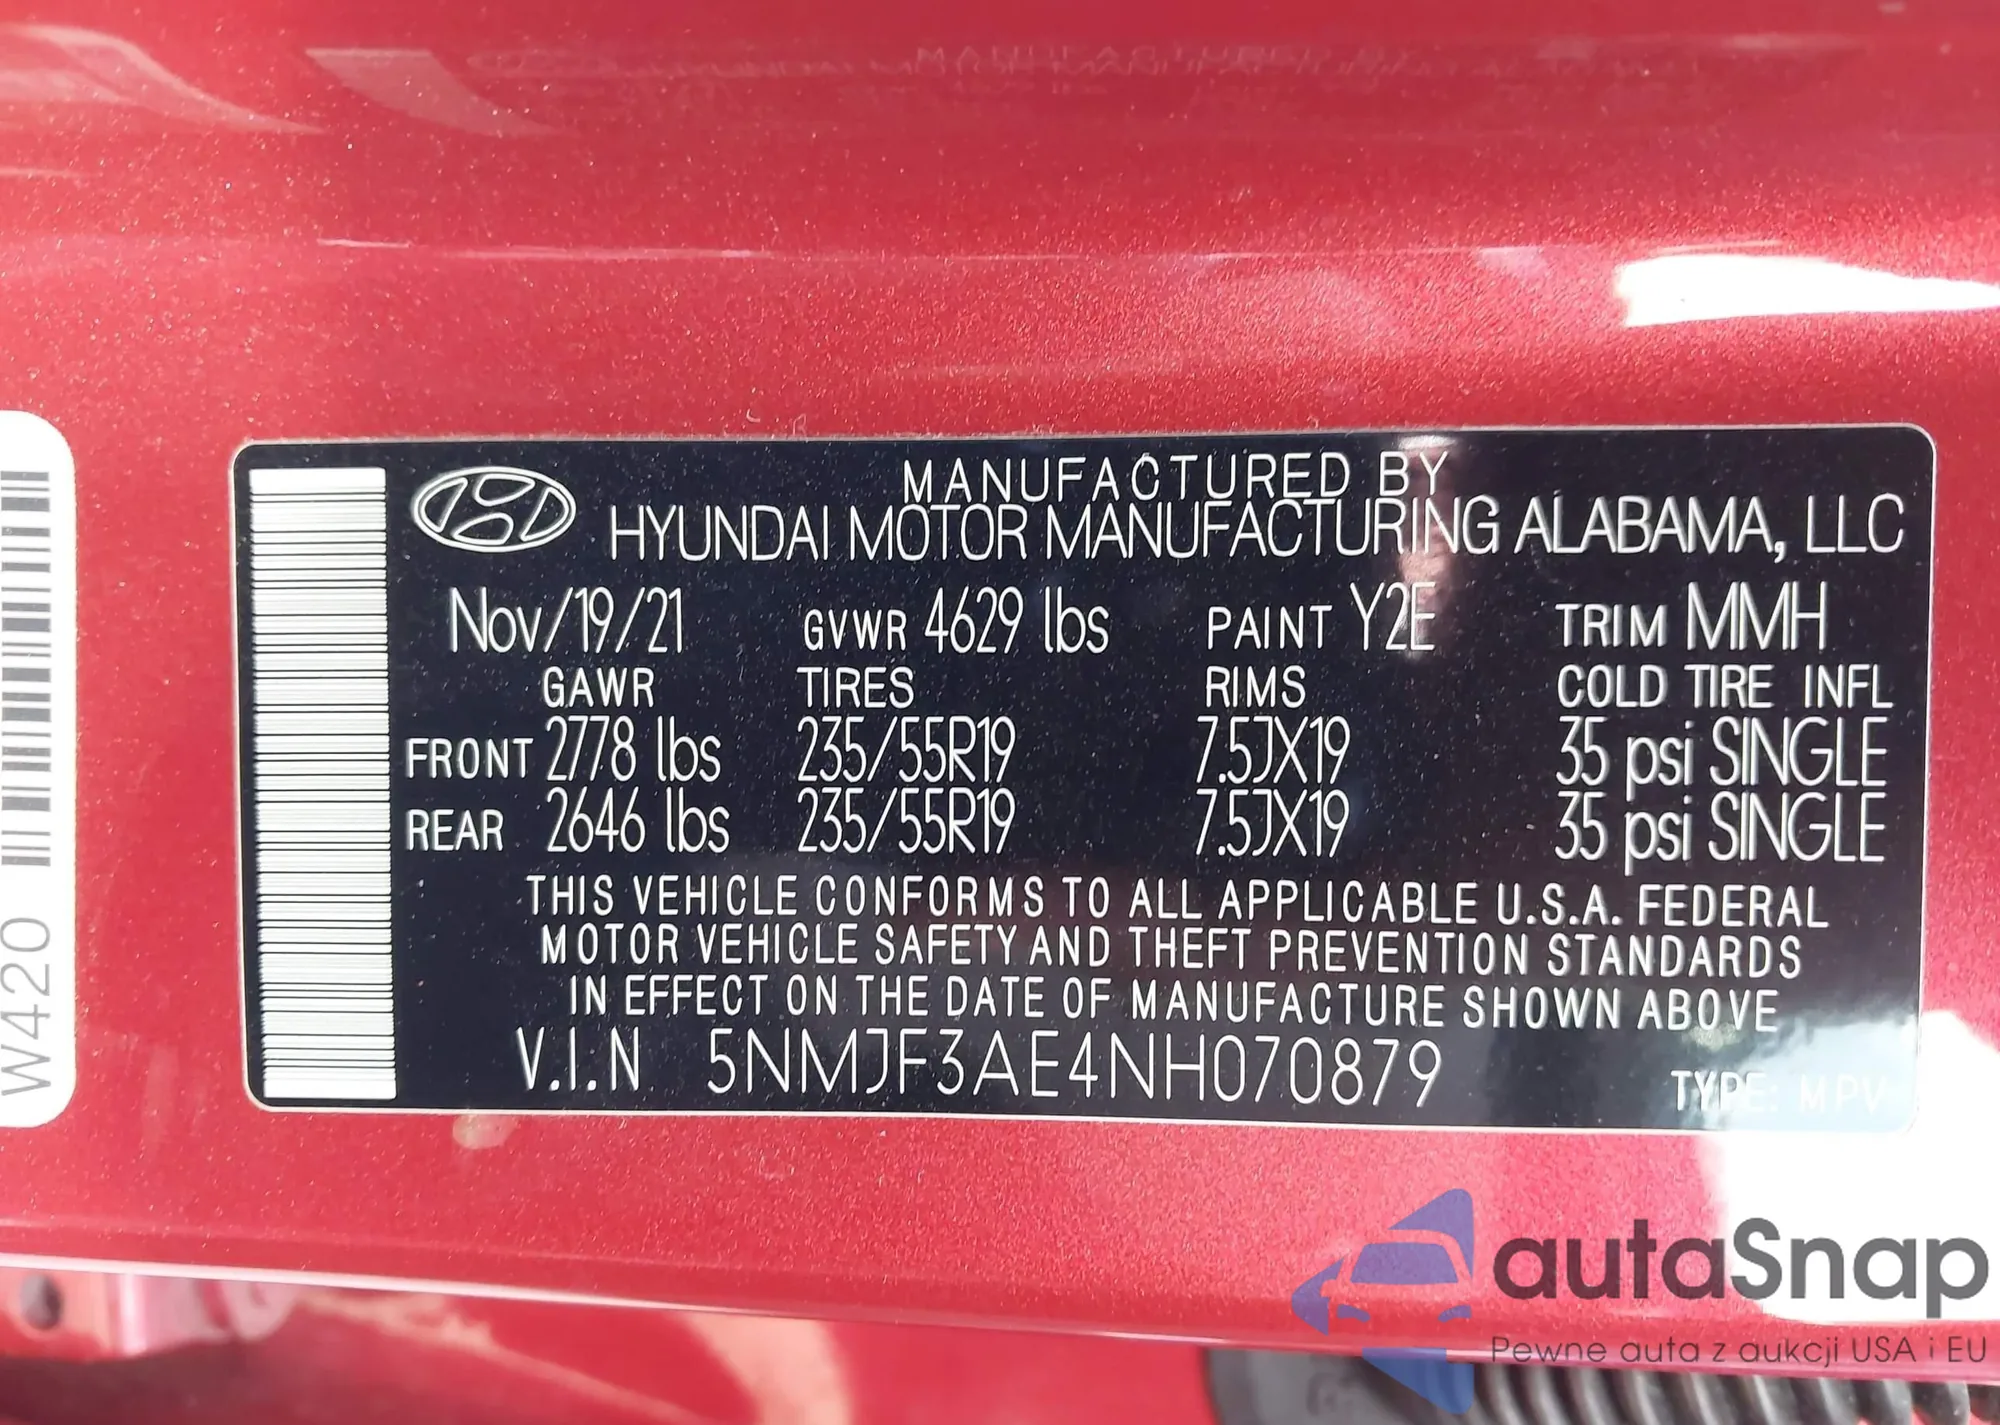 MANUFACTURED BY
HYUNDAI MOTOR MANUFACTURING ALABAMA, LLC
Nov/19/21 GVWR 4629 lbs PAINT Y2E TRIM MMH
GAWR TIRES RIMS COLD TIRE INFL
FRONT 2778 lbs 235/55R19 7.5JX19 35 psi SINGLE
REAR 2646 lbs 235/55R19 7.5JX19 35 psi SINGLE
THIS VEHICLE CONFORMS TO ALL APPLICABLE U.S.A. FEDERAL
MOTOR VEHICLE SAFETY AND THEFT PREVENTION STANDARDS
IN EFFECT ON THE DATE OF MANUFACTURE SHOWN ABOVE
V.I.N 5NMJF3AE4NH070879 TYPE: MPV
W420
autaSnap
Pewne auta z aukcji USA i EU